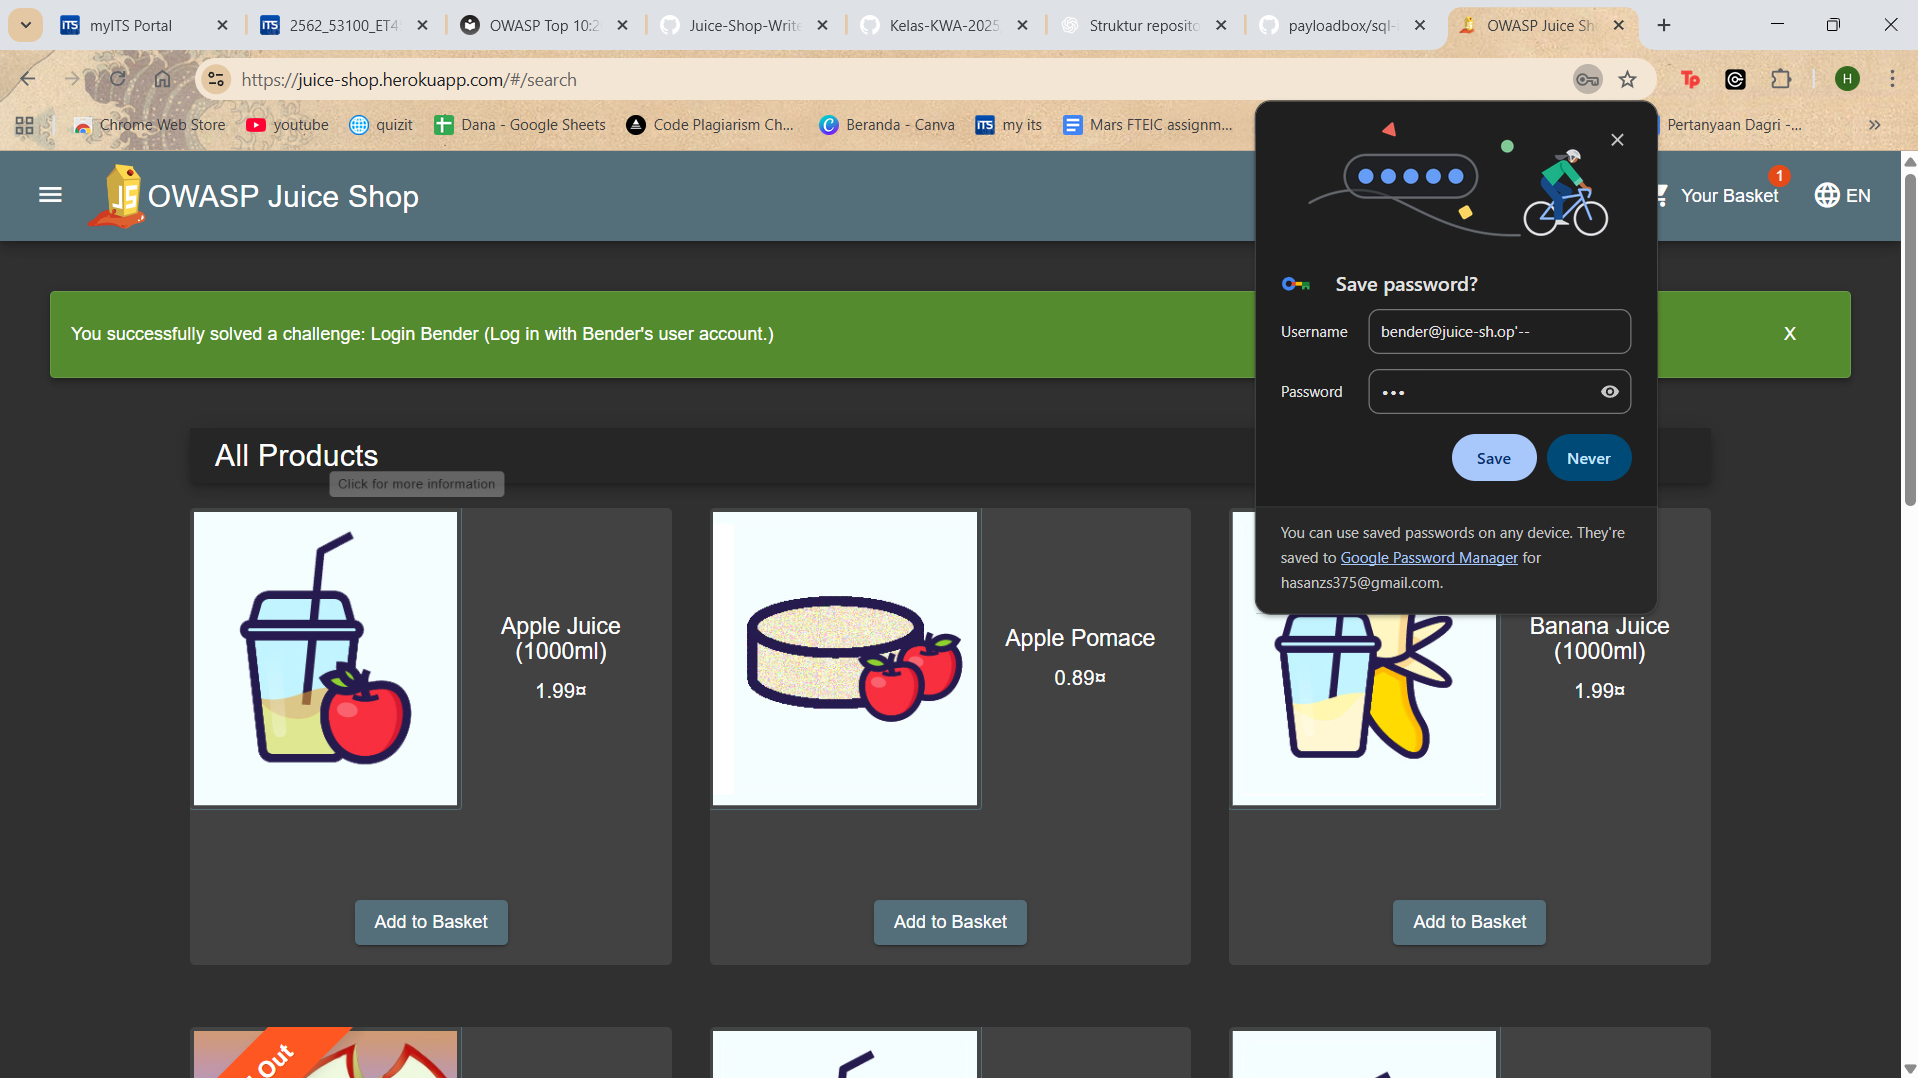 myITS Portal
2562_53100_ET4
OWASP Top 10:2
Juice-Shop-Write
Kelas-KWA-2025
Struktur reposito
payloadbox/sql-
OWASP Juice Sh
https://juice-shop.herokuapp.com/#/search
H
Chrome Web Store
youtube
quizit
Dana - Google Sheets
Code Plagiarism Ch...
Beranda - Canva
my its
Mars FTEIC assignm...
Pertanyaan Dagri -...
OWASP Juice Shop
1
Your Basket
EN
You successfully solved a challenge: Login Bender (Log in with Bender's user account.)
X
Save password?
Username
bender@juice-sh.op'--
Password
•••
Save
Never
You can use saved passwords on any device. They're
saved to Google Password Manager for
hasanzs375@gmail.com.
All Products
Click for more information
Apple Juice
(1000ml)
1.99¤
Add to Basket
Apple Pomace
0.89¤
Add to Basket
Banana Juice
(1000ml)
1.99¤
Add to Basket
Out